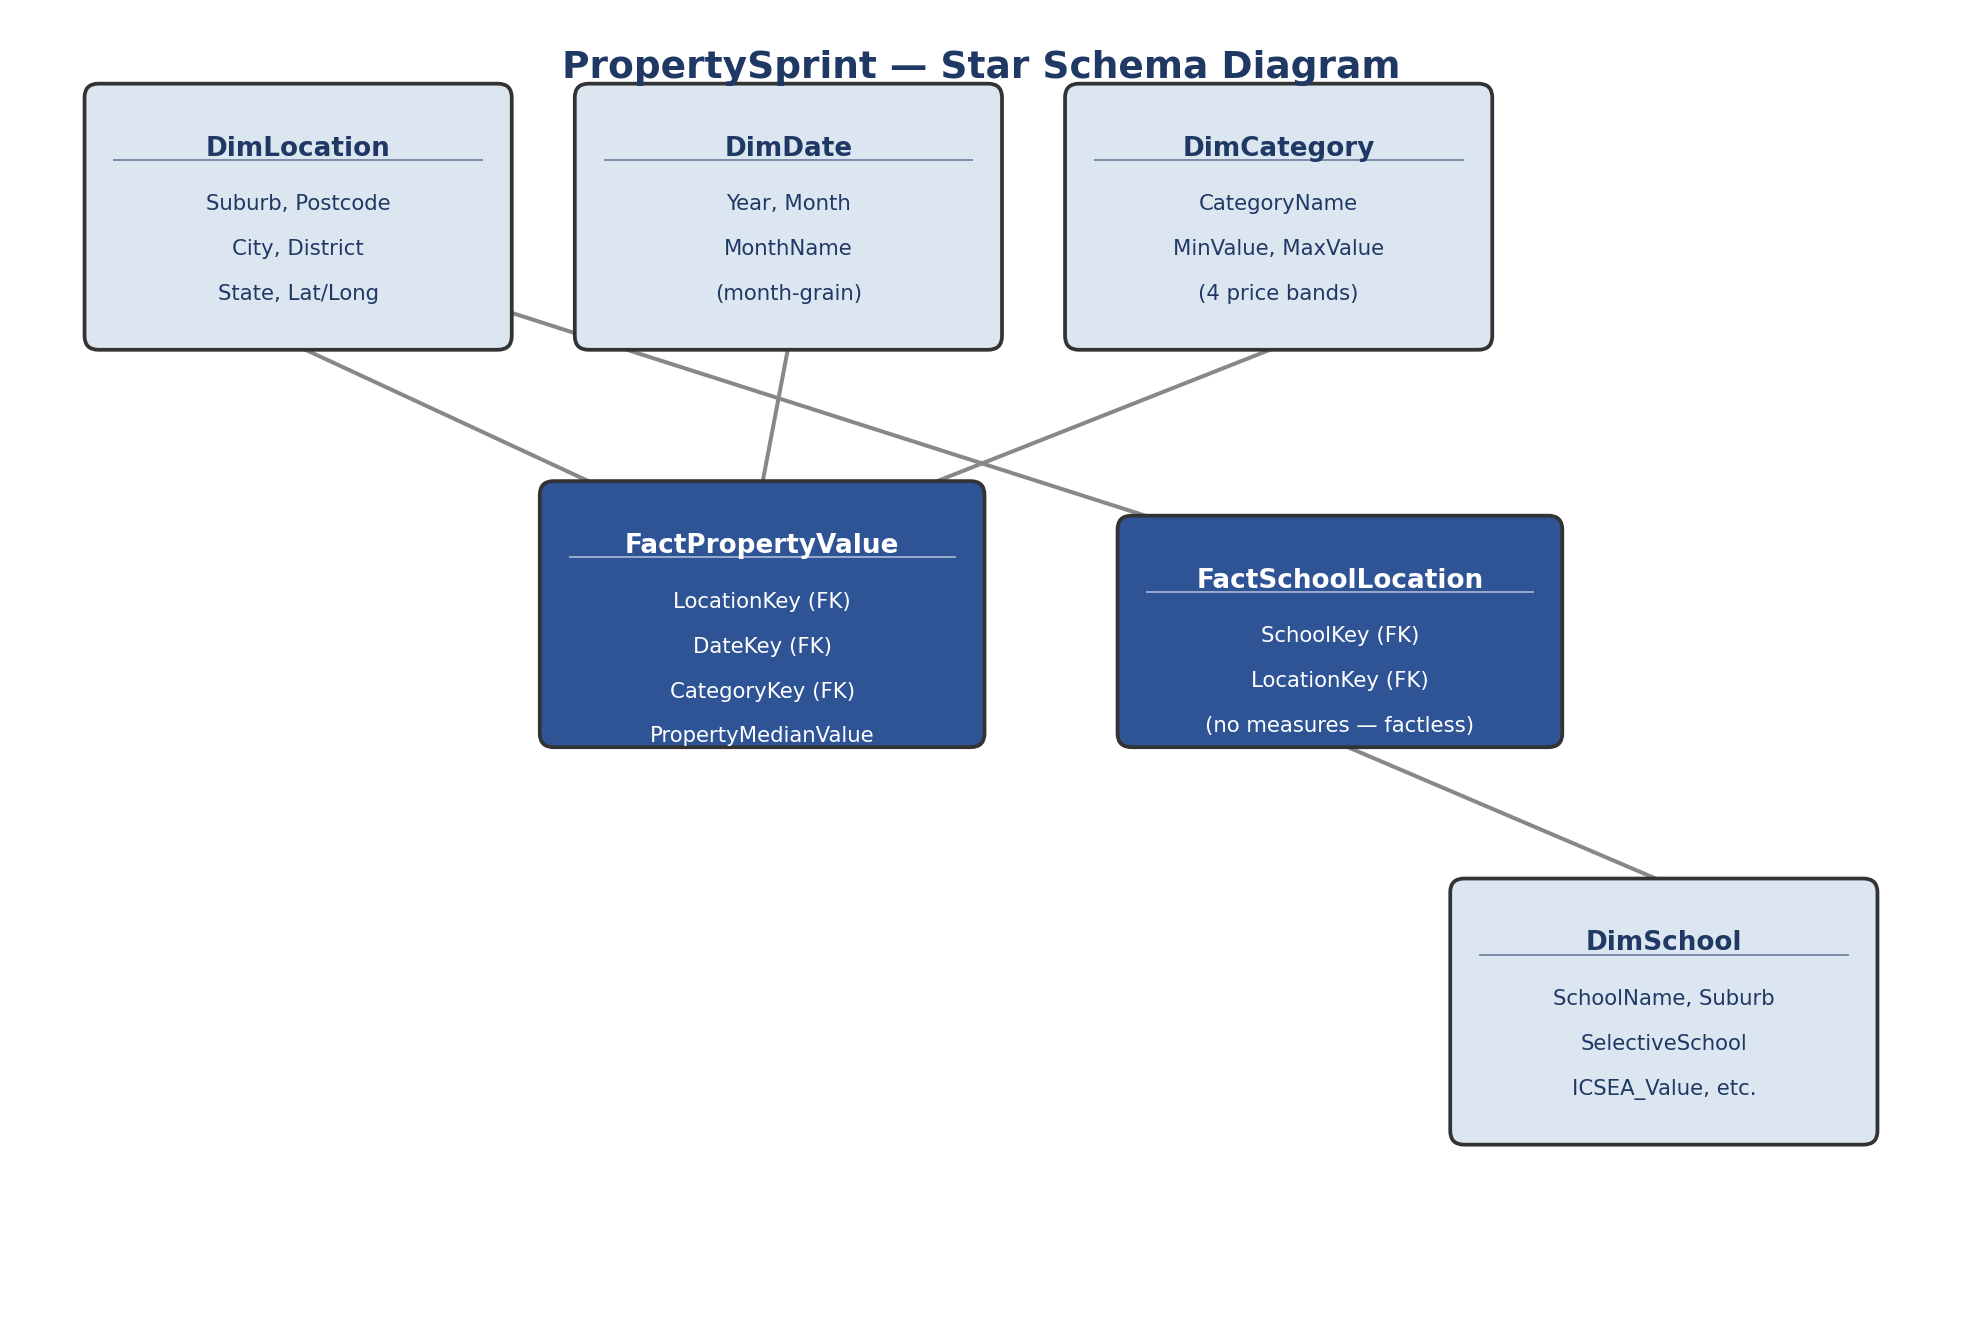 PropertySprint — Star Schema Diagram
DimLocation
Suburb, Postcode
City, District
State, Lat/Long
DimDate
Year, Month
MonthName
(month-grain)
DimCategory
CategoryName
MinValue, MaxValue
(4 price bands)
FactPropertyValue
LocationKey (FK)
DateKey (FK)
CategoryKey (FK)
PropertyMedianValue
FactSchoolLocation
SchoolKey (FK)
LocationKey (FK)
(no measures — factless)
DimSchool
SchoolName, Suburb
SelectiveSchool
ICSEA_Value, etc.